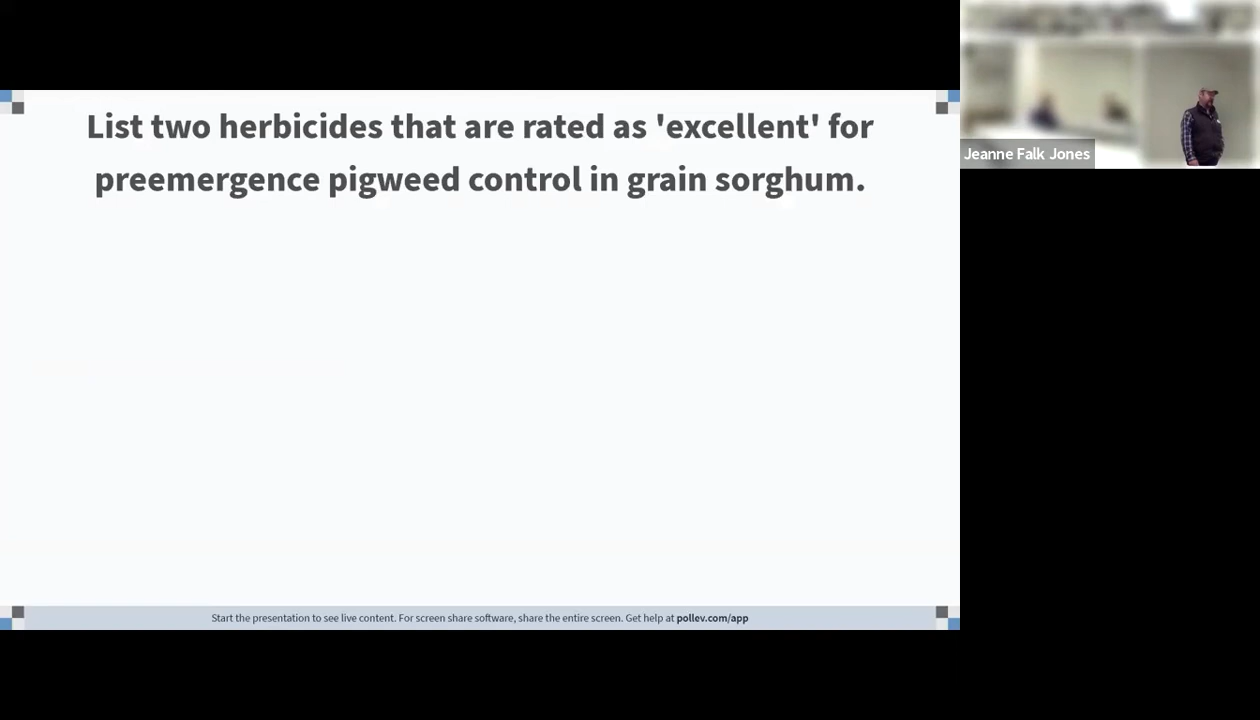 List two herbicides that are rated as 'excellent' for
preemergence pigweed control in grain sorghum.
Jeanne Falk Jones
Start the presentation to see live content. For screen share software, share the entire screen. Get help at pollev.com/app